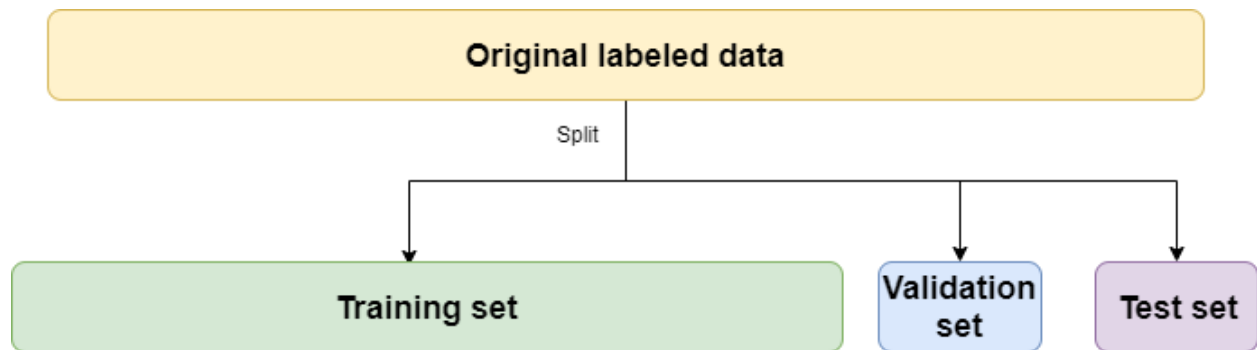 Original labeled data
Split
Training set
Validation
set
Test set